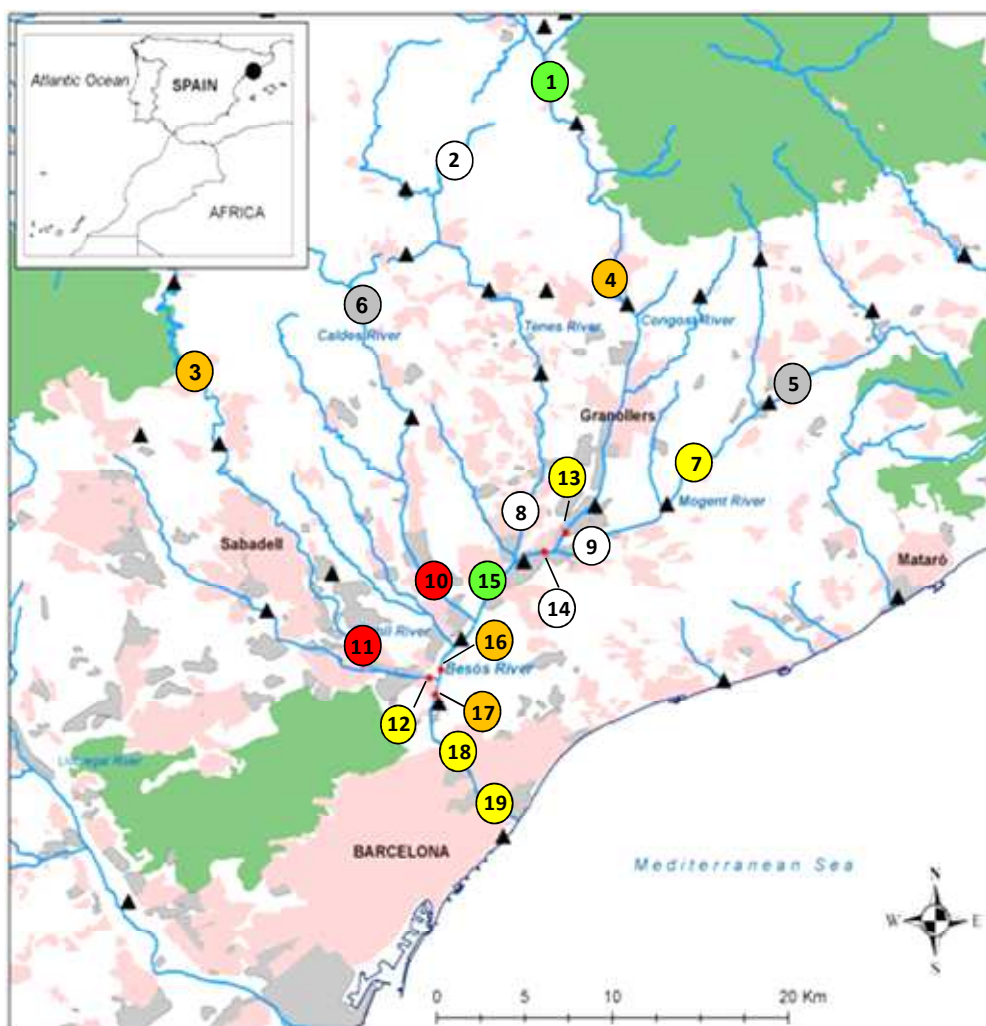 Atlantic Ocean
SPAIN
AFRICA
1
2
4
6
Caldes River
Tenes River
Congost River
3
5
Granollers
13
7
Mogent River
8
Sabadell
9
Mataró
10
15
14
11
16
Besòs River
12
17
18
19
BARCELONA
Mediterranean Sea
N
W
E
S
0 5 10 20 Km